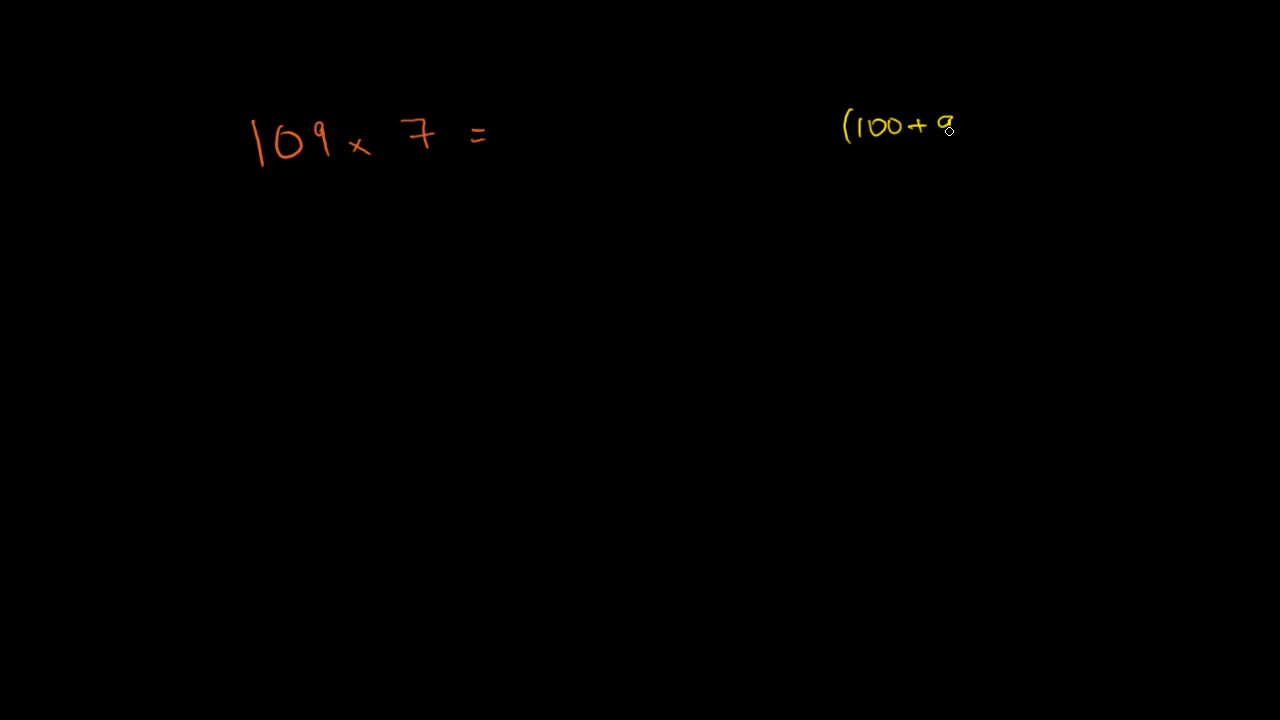 109 x 7 =
(100 + 9